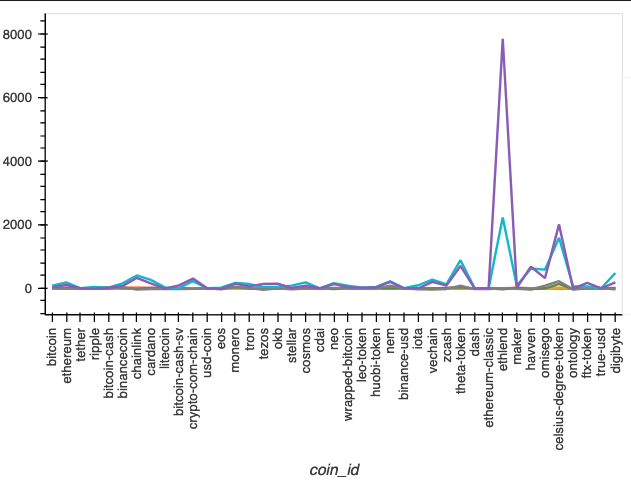 8000
6000
4000
2000
0
bitcoin
ethereum
tether
ripple
bitcoin-cash
binancecoin
chainlink
cardano
litecoin
bitcoin-cash-sv
crypto-com-chain
usd-coin
eos
monero
tron
tezos
okb
stellar
cosmos
cdai
neo
wrapped-bitcoin
leo-token
huobi-token
nem
binance-usd
iota
vechain
zcash
theta-token
dash
ethereum-classic
ethlend
maker
havven
omisego
celsius-degree-token
ontology
ftx-token
true-usd
digibyte
coin_id